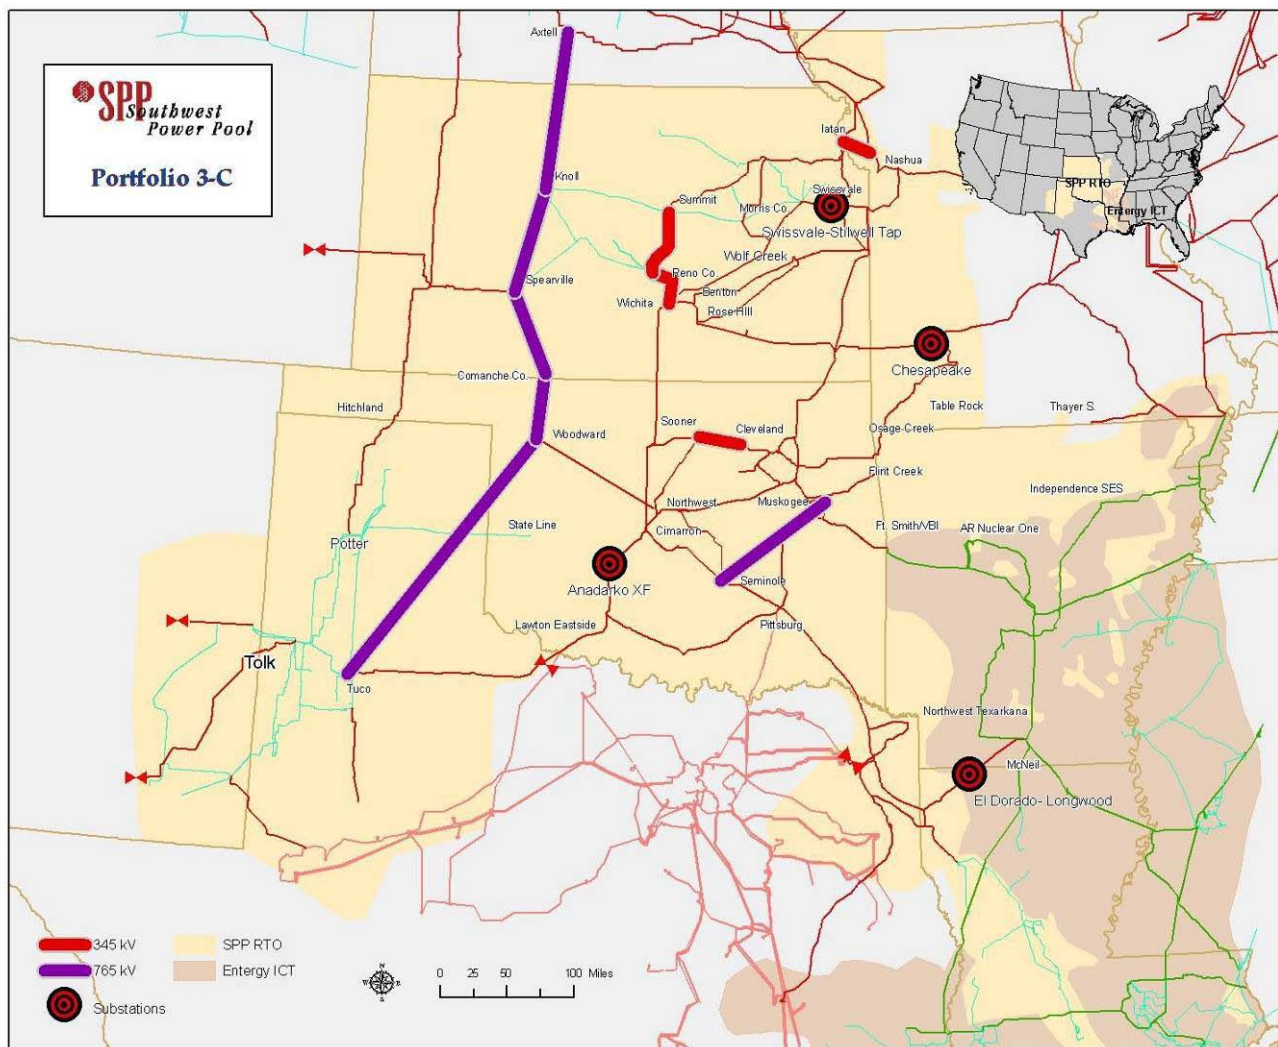 Axtell
SPP
Southwest
Power Pool
Portfolio 3-C
Iatan
Nashua
Knoll
SPP RTO
Swissvale
Summit
Morris Co
Entergy ICT
Swissvale-Stilwell Tap
Wolf Creek
Reno Co.
Spearville
Benton
Wichita
Rose Hill
Chesapeake
Comanche Co.
Hitchland
Table Rock
Thayer S.
Sooner
Cleveland
Osage Creek
Woodward
Flint Creek
Independence SES
Northwest
Muskogee
State Line
Cimarron
Ft. Smith/VBI
AR Nuclear One
Potter
Seminole
Anadarko XF
Lawton Eastside
Pittsburg
Tolk
Tuco
Northwest Texarkana
McNeil
El Dorado- Longwood
345 kV
SPP RTO
765 kV
Entergy ICT
N
W
E
S
0 25 50 100 Miles
Substations